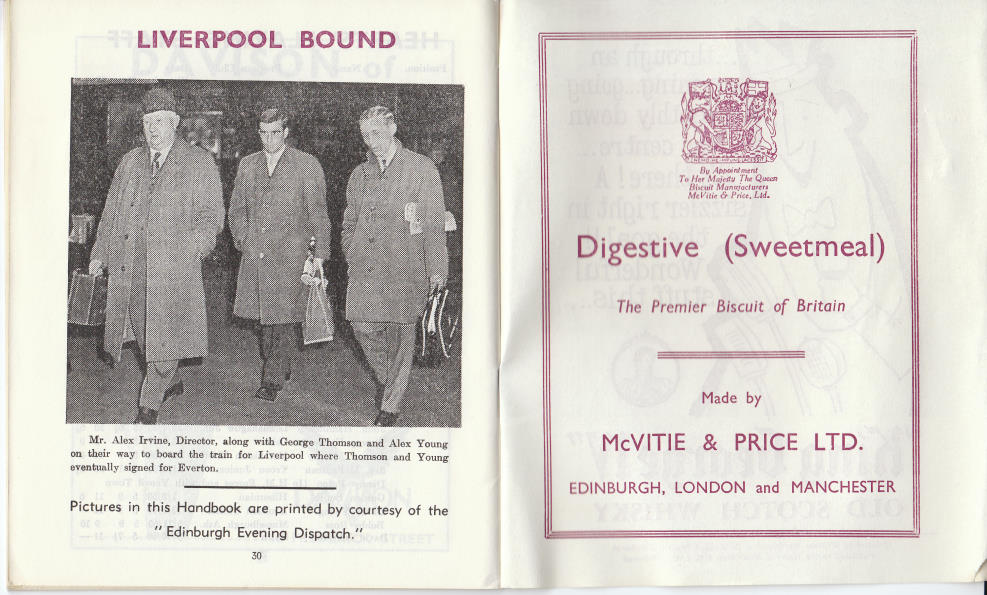 LIVERPOOL BOUND
Mr. Alex Irvine, Director, along with George Thomson and Alex Young
on their way to board the train for Liverpool where Thomson and Young
eventually signed for Everton.
Pictures in this Handbook are printed by courtesy of the
"Edinburgh Evening Dispatch."
30
By Appointment
To Her Majesty The Queen
Biscuit Manufacturers
McVitie & Price, Ltd.
Digestive (Sweetmeal)
The Premier Biscuit of Britain
Made by
McVITIE & PRICE LTD.
EDINBURGH, LONDON and MANCHESTER